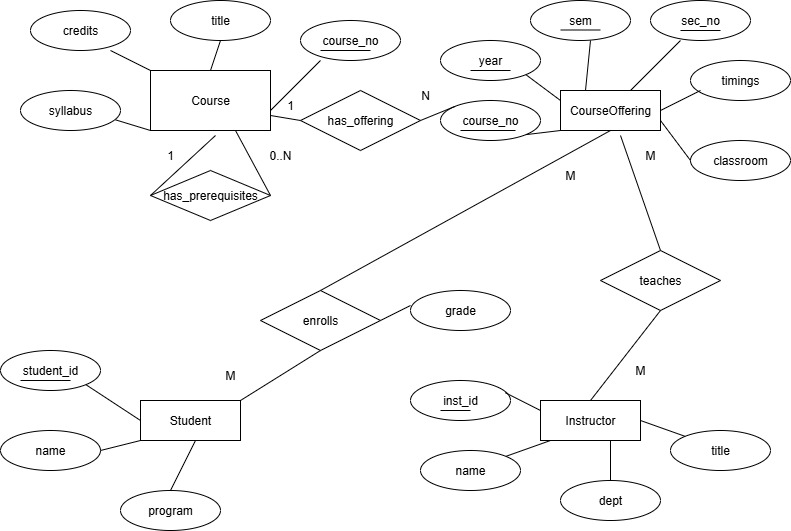 title
sem
sec_no
credits
course_no
year
timings
Course
CourseOffering
syllabus
1
N
has_offering
course_no
1
0..N
M
classroom
M
has_prerequisites
teaches
enrolls
grade
student_id
M
M
inst_id
Student
Instructor
name
title
name
dept
program